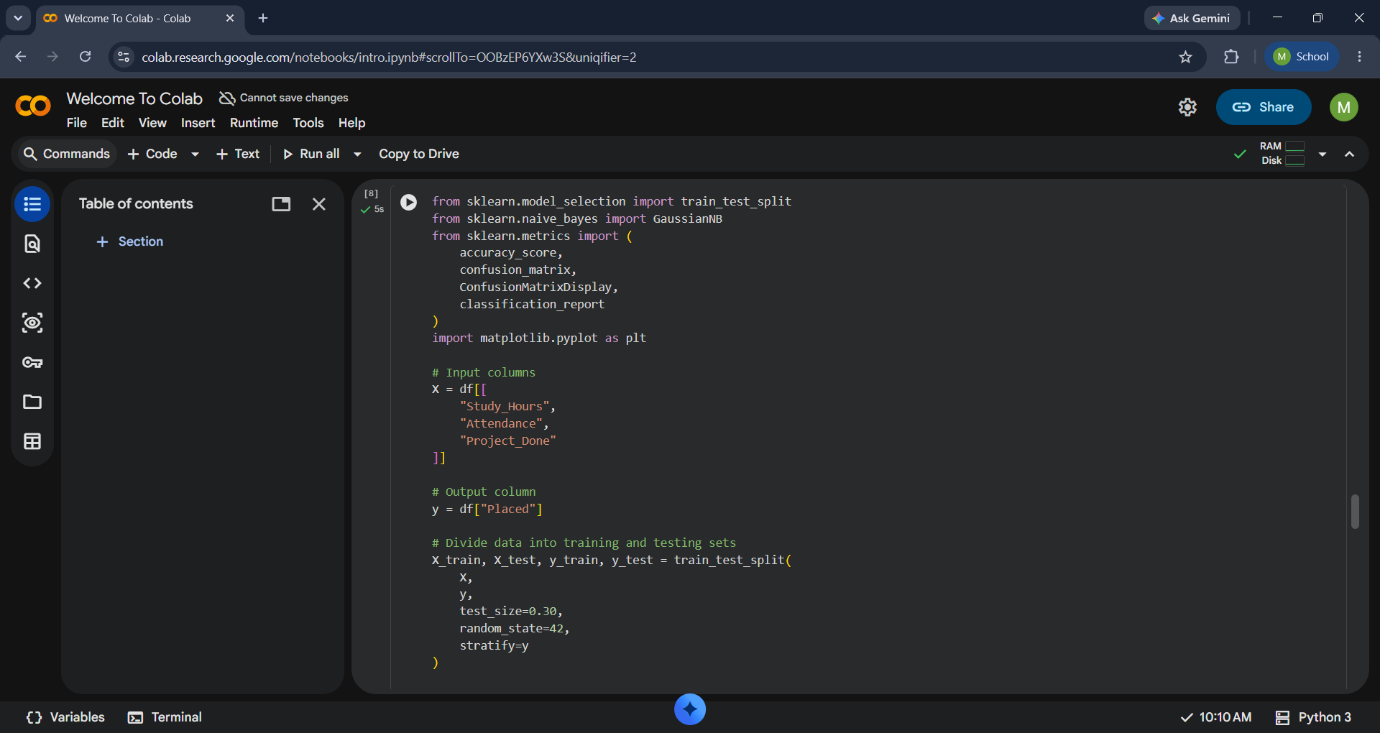 Welcome To Colab - Colab
Ask Gemini
colab.research.google.com/notebooks/intro.ipynb#scrollTo=OOBzEP6YXw3S&uniqifier=2
M School
Welcome To Colab
Cannot save changes
File Edit View Insert Runtime Tools Help
Share
M
Commands + Code + Text Run all Copy to Drive
RAM
Disk
Table of contents
+ Section
[8]
5s
from sklearn.model_selection import train_test_split
from sklearn.naive_bayes import GaussianNB
from sklearn.metrics import (
    accuracy_score,
    confusion_matrix,
    ConfusionMatrixDisplay,
    classification_report
)
import matplotlib.pyplot as plt
# Input columns
X = df[[
    "Study_Hours",
    "Attendance",
    "Project_Done"
]]
# Output column
y = df["Placed"]
# Divide data into training and testing sets
X_train, X_test, y_train, y_test = train_test_split(
    X,
    y,
    test_size=0.30,
    random_state=42,
    stratify=y
)
{} Variables
Terminal
10:10 AM
Python 3